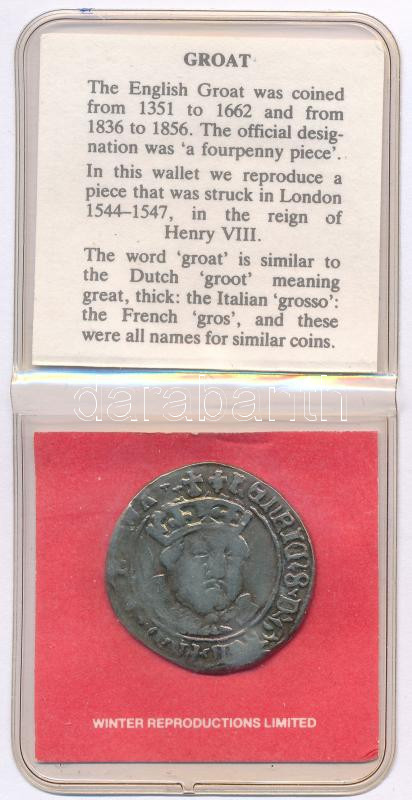 GROAT
The English Groat was coined
from 1351 to 1662 and from
1836 to 1856. The official desig-
nation was ‘a fourpenny piece’.
In this wallet we reproduce a
piece that was struck in London
1544–1547, in the reign of
Henry VIII.
The word ‘groat’ is similar to
the Dutch ‘groot’ meaning
great, thick: the Italian ‘grosso’:
the French ‘gros’, and these
were all names for similar coins.
darabanth
WINTER REPRODUCTIONS LIMITED